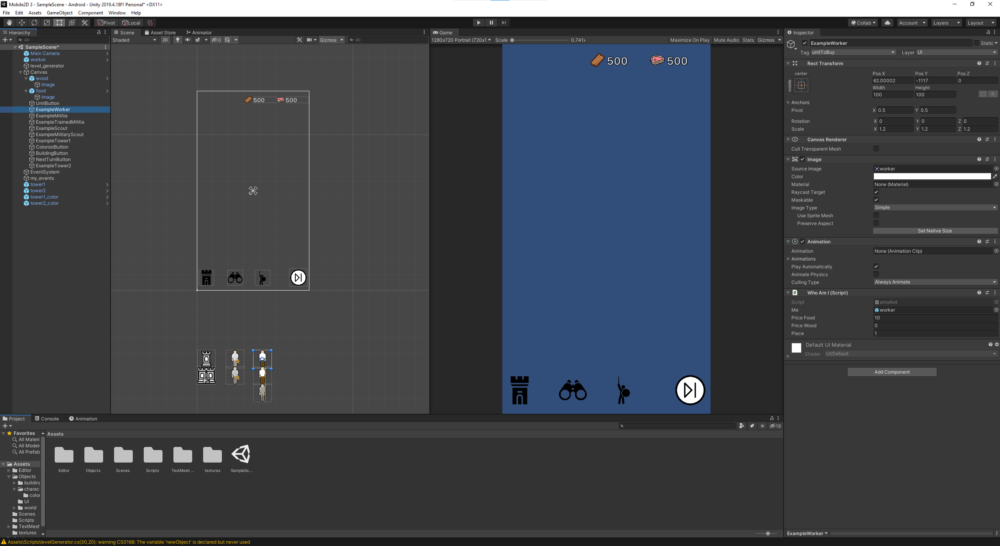 Mobile2D 3 - SampleScene - Android - Unity 2019.4.18f1 Personal* <DX11>
File Edit Assets GameObject Component Window Help
Pivot Local Collab Account Layers Layout
Hierarchy
All
SampleScene*
Main Camera
worker
level_generator
Canvas
wood
Image
food
Image
UnitButton
ExampleWorker
ExampleMilitia
ExampleTrainedMilitia
ExampleScout
ExampleMilitaryScout
ExampleTower1
ColonistButton
BuildingButton
NextTurnButton
ExampleTower2
EventSystem
my_events
tower1
tower2
tower1_color
tower2_color
Scene Asset Store Animator
Shaded 2D 0 Gizmos All
500 500
Game
1280x720 Portrait (720x1 Scale 0.741x Maximize On Play Mute Audio Stats Gizmos
500 500
Inspector
ExampleWorker Static
Tag unitToBuy Layer UI
Rect Transform
center
middle
Pos X Pos Y Pos Z
62.00002 -1117 0
Width Height
100 100 R
Anchors
Pivot X 0.5 Y 0.5
Rotation X 0 Y 0 Z 0
Scale X 1.2 Y 1.2 Z 1.2
Canvas Renderer
Cull Transparent Mesh
Image
Source Image worker
Color
Material None (Material)
Raycast Target
Maskable
Image Type Simple
Use Sprite Mesh
Preserve Aspect
Set Native Size
Animation
Animation None (Animation Clip)
Animations
Play Automatically
Animate Physics
Culling Type Always Animate
Who Am I (Script)
Script whoAmI
Me worker
Price Food 10
Price Wood 0
Place 1
Default UI Material
Shader UI/Default
Add Component
ExampleWorker
Project Console Animation
19
Favorites
All Materi
All Models
All Prefab
Assets
Editor
Objects
building
charac
color
UI
world
Scenes
Scripts
TextMesh
textures
Assets
Editor Objects Scenes Scripts TextMesh ... textures SampleSc...
Assets\Scripts\levelGenerator.cs(30,20): warning CS0168: The variable 'newObject' is declared but never used